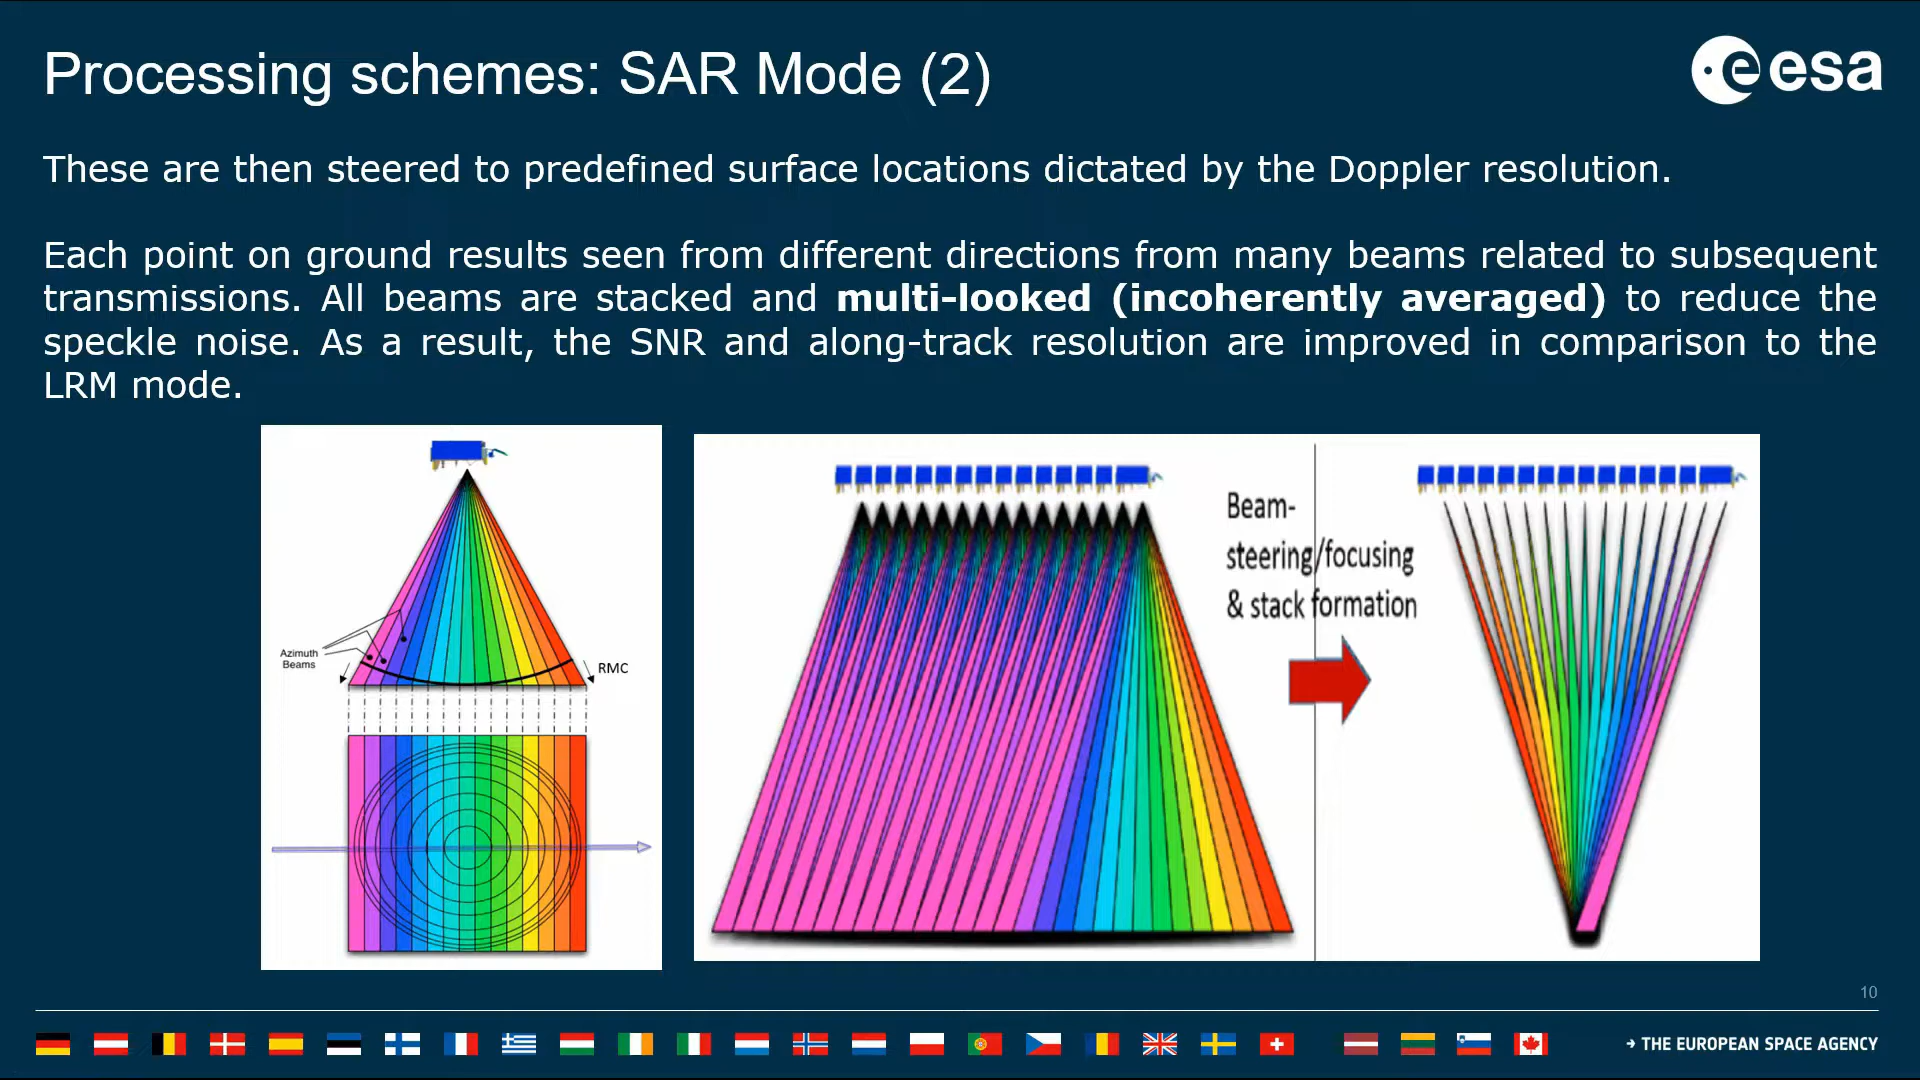 Processing schemes: SAR Mode (2)
esa
These are then steered to predefined surface locations dictated by the Doppler resolution.
Each point on ground results seen from different directions from many beams related to subsequent
transmissions. All beams are stacked and multi-looked (incoherently averaged) to reduce the
speckle noise. As a result, the SNR and along-track resolution are improved in comparison to the
LRM mode.
Azimuth
Beams
RMC
Beam-
steering/focusing
& stack formation
10
→ THE EUROPEAN SPACE AGENCY